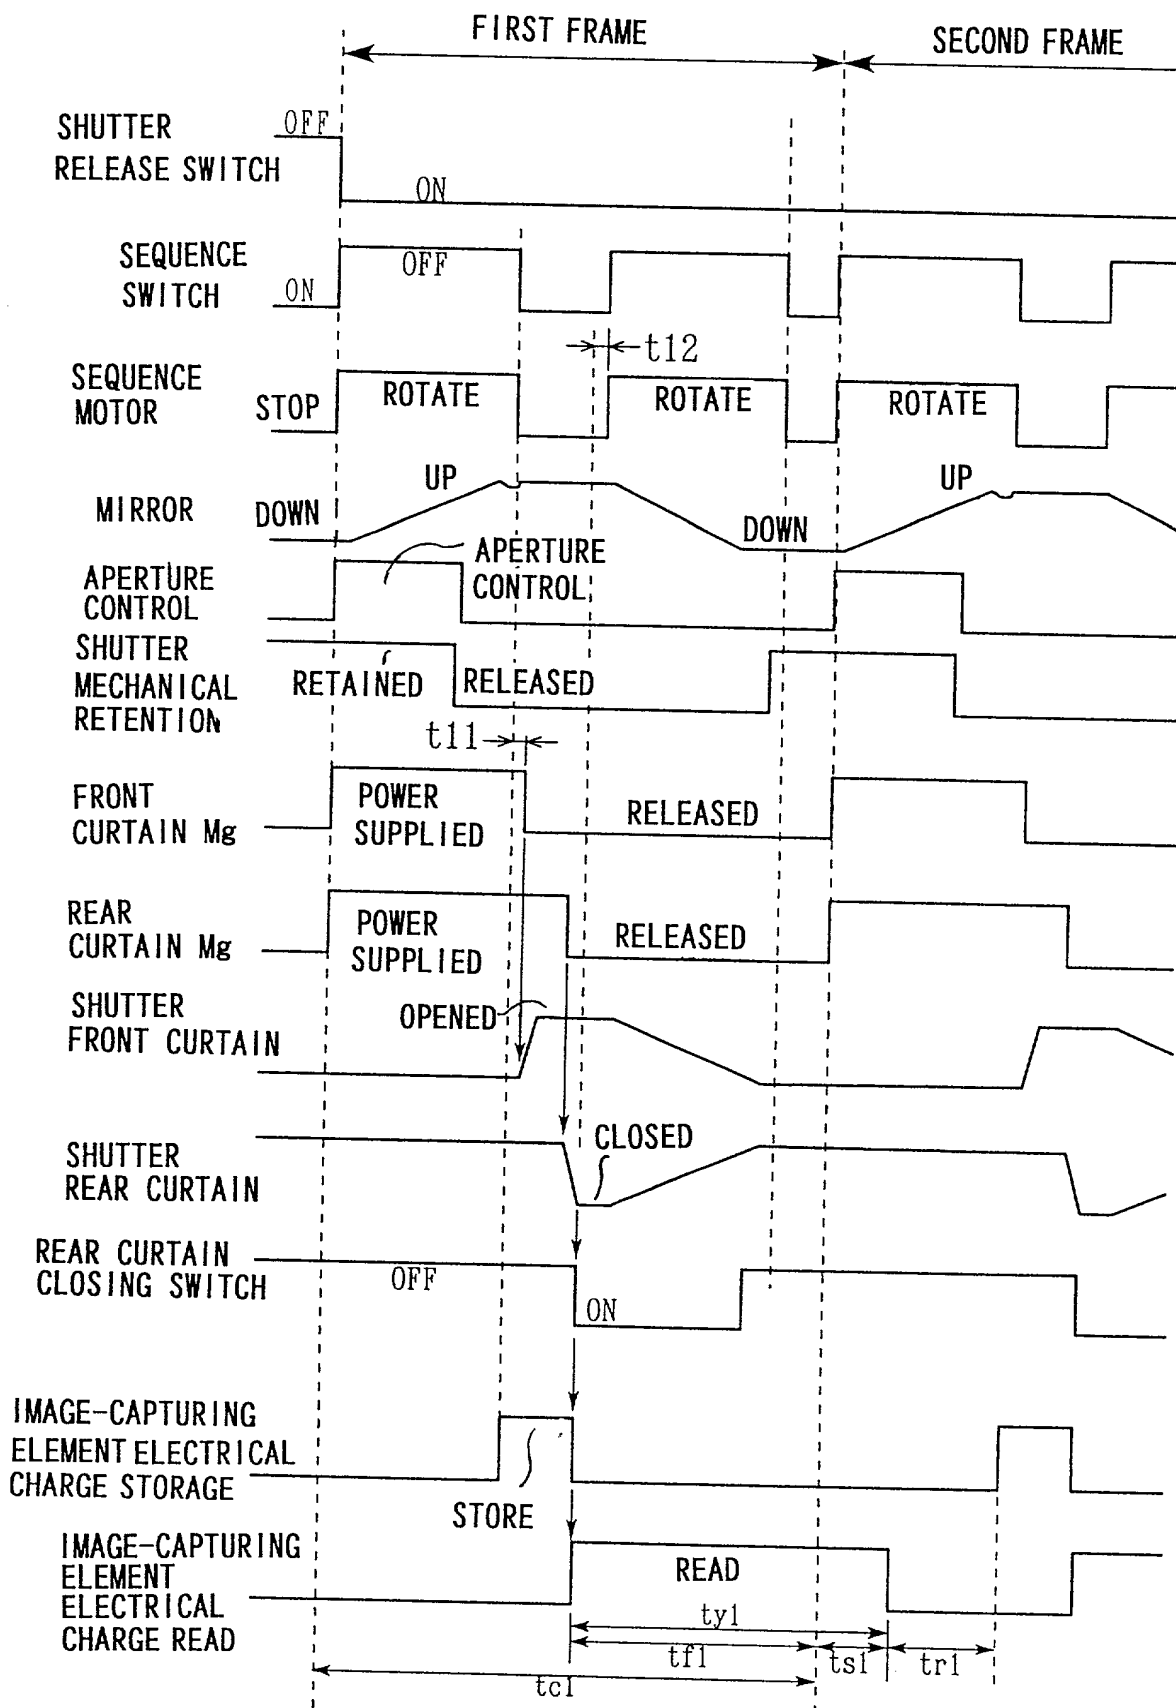 FIRST FRAME
SECOND FRAME
SHUTTER
RELEASE SWITCH
OFF
ON
SEQUENCE
SWITCH
ON
OFF
t12
SEQUENCE
MOTOR
STOP
ROTATE
ROTATE
ROTATE
MIRROR
DOWN
UP
DOWN
UP
APERTURE
CONTROL
APERTURE
CONTROL
SHUTTER
MECHANICAL
RETENTION
RETAINED
RELEASED
t11
FRONT
CURTAIN Mg
POWER
SUPPLIED
RELEASED
REAR
CURTAIN Mg
POWER
SUPPLIED
RELEASED
SHUTTER
FRONT CURTAIN
OPENED
SHUTTER
REAR CURTAIN
CLOSED
REAR CURTAIN
CLOSING SWITCH
OFF
ON
IMAGE-CAPTURING
ELEMENT ELECTRICAL
CHARGE STORAGE
STORE
IMAGE-CAPTURING
ELEMENT
ELECTRICAL
CHARGE READ
READ
ty1
tf1
ts1
tr1
tc1